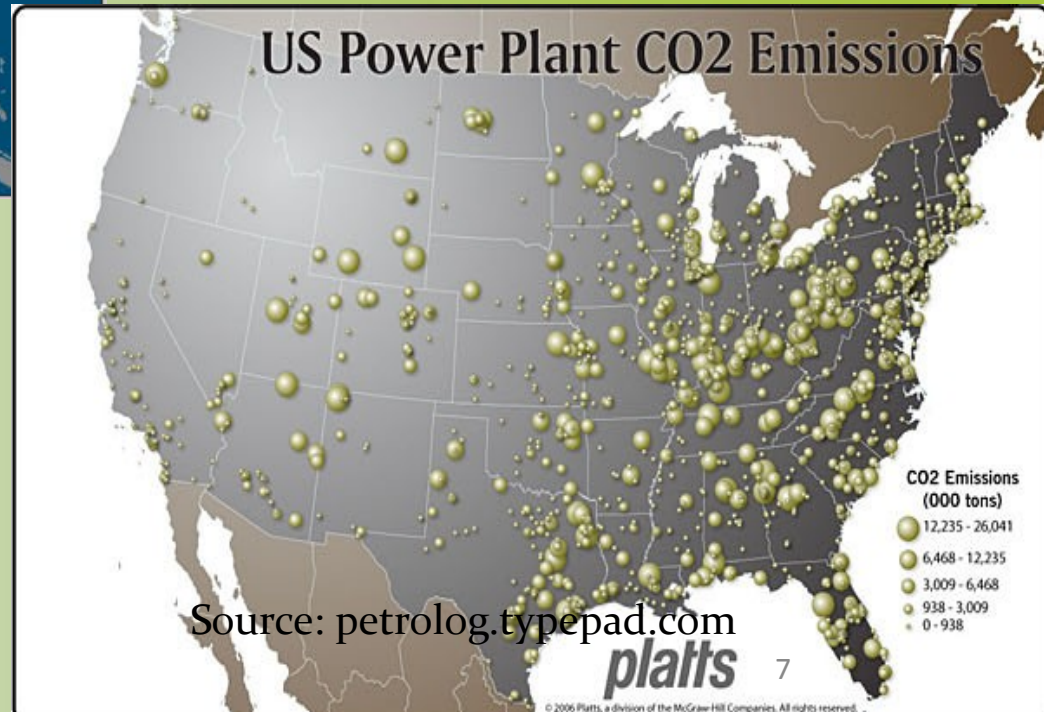 US Power Plant CO2 Emissions
CO2 Emissions
(000 tons)
12,235 - 26,041
6,468 - 12,235
3,009 - 6,468
938 - 3,009
0 - 938
Source: petrolog.typepad.com
platts
7
© 2006 Platts, a division of the McGraw-Hill Companies. All rights reserved.